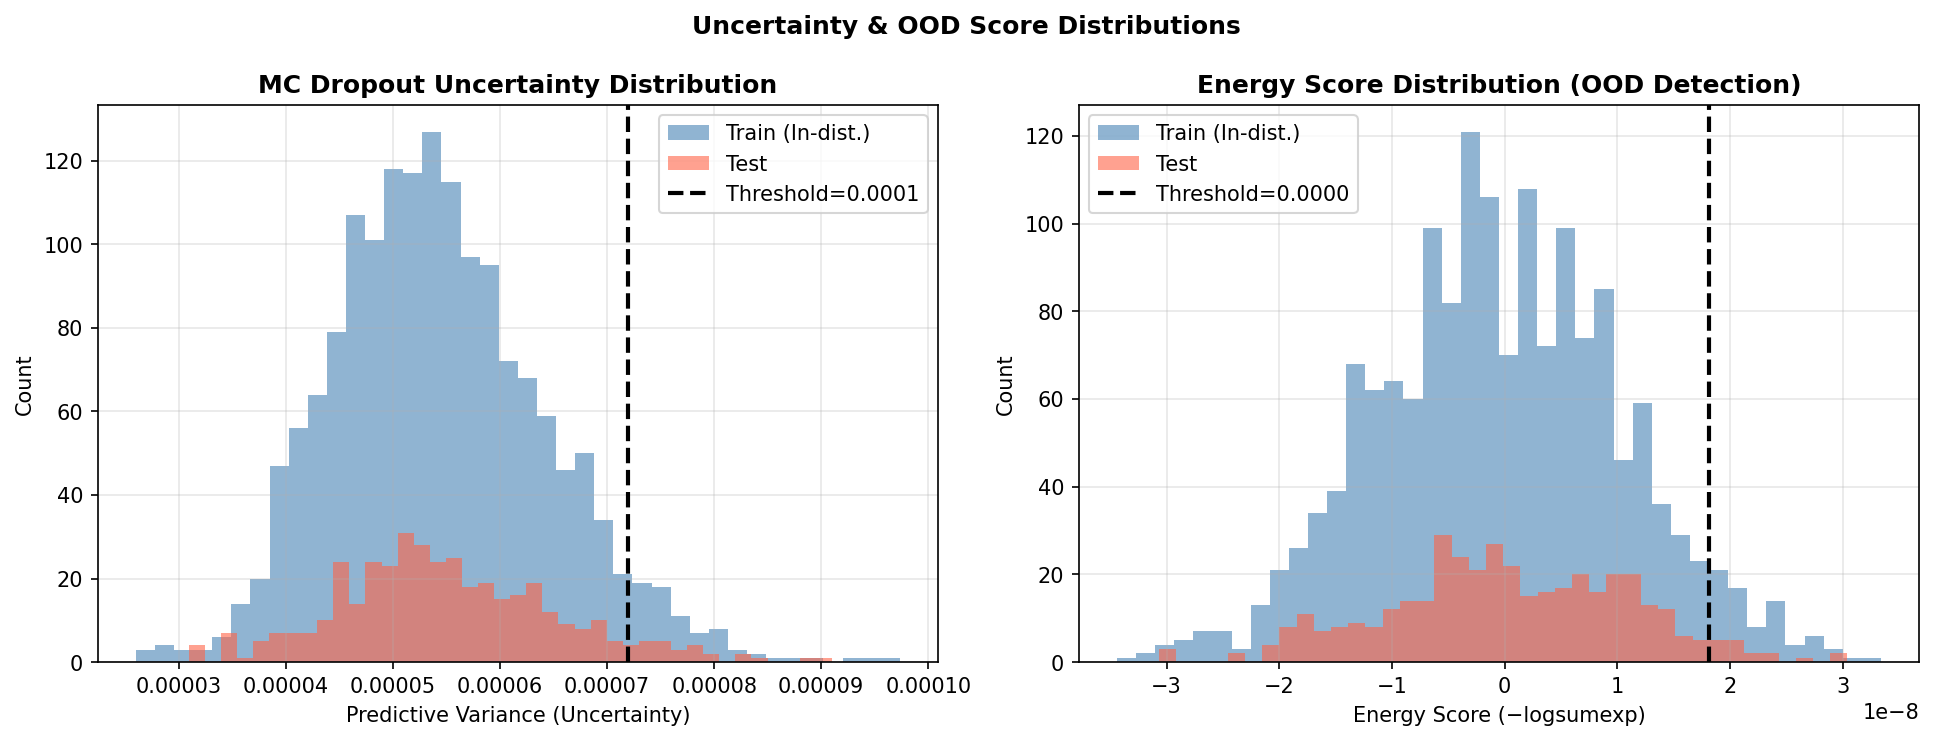 Uncertainty & OOD Score Distributions
MC Dropout Uncertainty Distribution
Train (In-dist.)
Test
Threshold=0.0001
Count
0
20
40
60
80
100
120
0.00003 0.00004 0.00005 0.00006 0.00007 0.00008 0.00009 0.00010
Predictive Variance (Uncertainty)
Energy Score Distribution (OOD Detection)
Train (In-dist.)
Test
Threshold=0.0000
Count
0
20
40
60
80
100
120
−3 −2 −1 0 1 2 3
1e−8
Energy Score (−logsumexp)